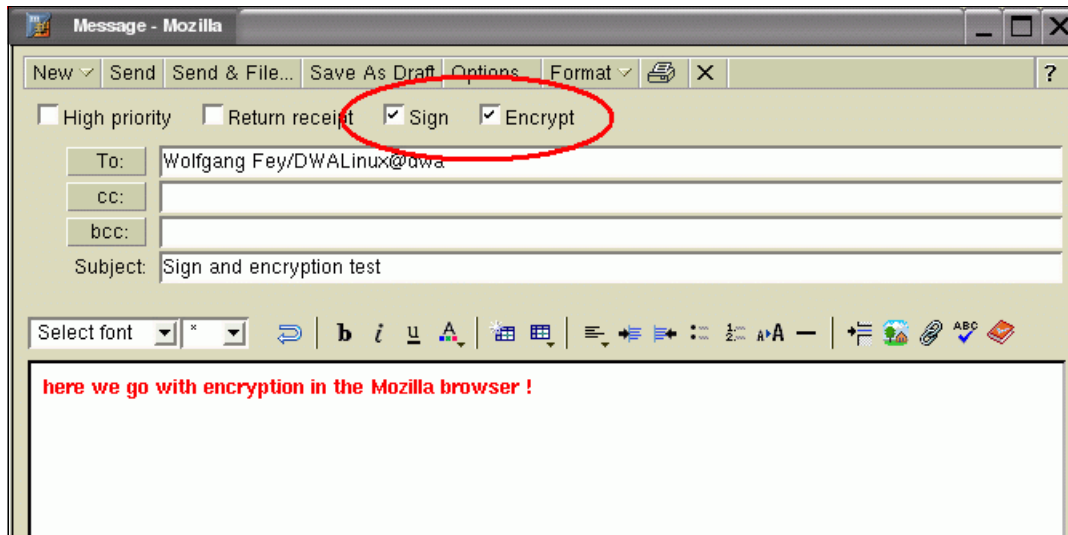 Message - Mozilla
New Send Send & File... Save As Draft Options... Format ?
High priority Return receipt Sign Encrypt
To: Wolfgang Fey/DWALinux@dwa
cc:
bcc:
Subject: Sign and encryption test
Select font * b i u A A▸A ABC
here we go with encryption in the Mozilla browser !